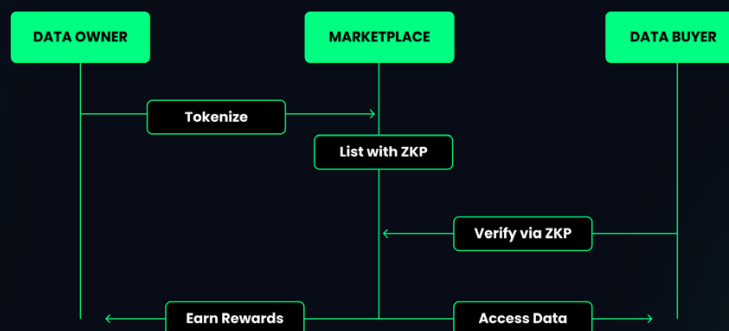 DATA OWNER
MARKETPLACE
DATA BUYER
Tokenize
List with ZKP
Verify via ZKP
Earn Rewards
Access Data